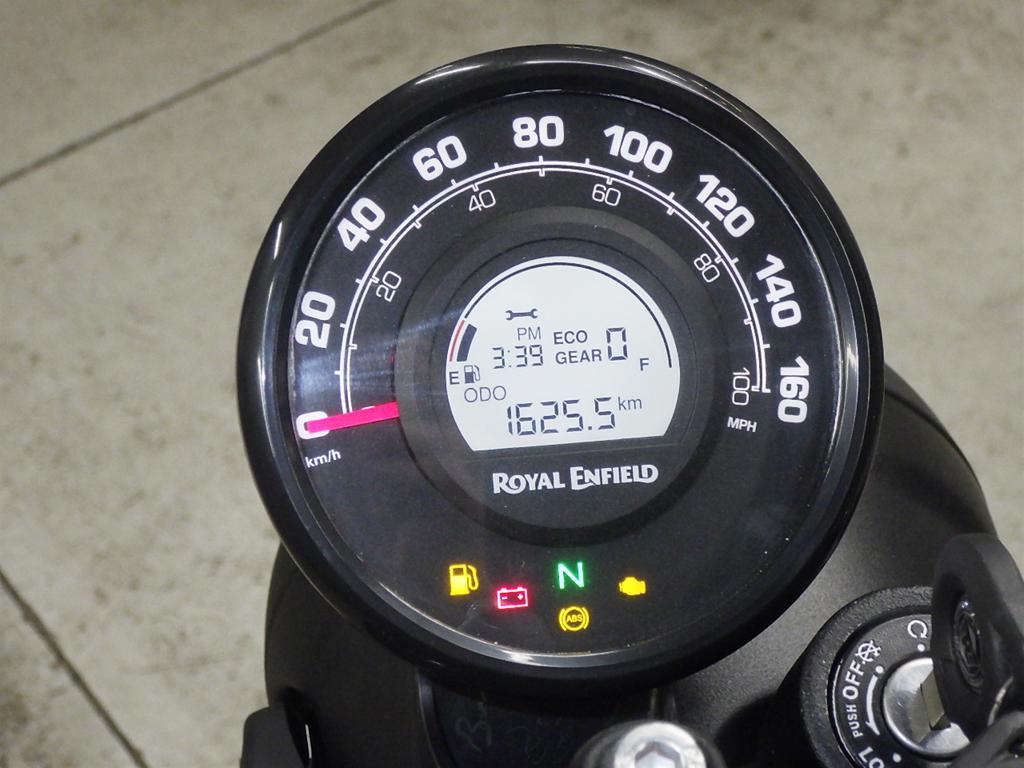 0
20
40
60
80
100
120
140
160
20
40
60
80
100
MPH
km/h
PM
3:39
ECO
GEAR 0
E
F
ODO
1625.5 km
ROYAL ENFIELD
N
ABS
PUSH OFF